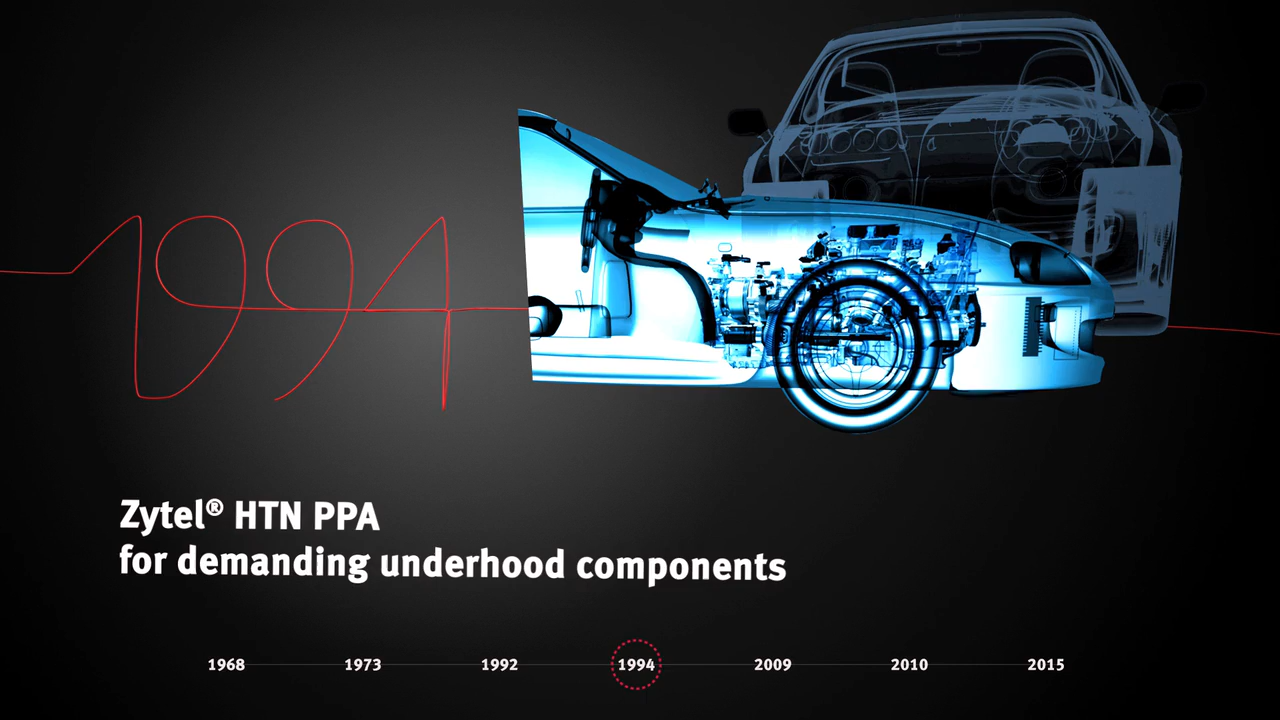 1994
Zytel® HTN PPA
for demanding underhood components
1968 1973 1992 1994 2009 2010 2015